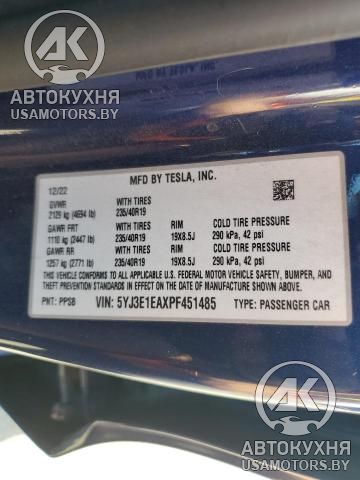 АК
АВТОКУХНЯ
USAMOTORS.BY
MFD BY TESLA, INC.
12/22
GVWR WITH TIRES
2129 kg (4694 lb) 235/40R19
GAWR FRT WITH TIRES RIM COLD TIRE PRESSURE
1110 kg (2447 lb) 235/40R19 19X8.5J 290 kPa, 42 psi
GAWR RR WITH TIRES RIM COLD TIRE PRESSURE
1257 kg (2771 lb) 235/40R19 19X8.5J 290 kPa, 42 psi
THIS VEHICLE CONFORMS TO ALL FEDERAL MOTOR VEHICLE SAFETY, BUMPER, AND
THEFT PREVENTION STANDARDS IN EFFECT ON THE DATE OF MANUFACTURE SHOWN ABOVE.
PNT: PPSB VIN: 5YJ3E1EAXPF451485 TYPE: PASSENGER CAR
АК
АВТОКУХНЯ
USAMOTORS.BY